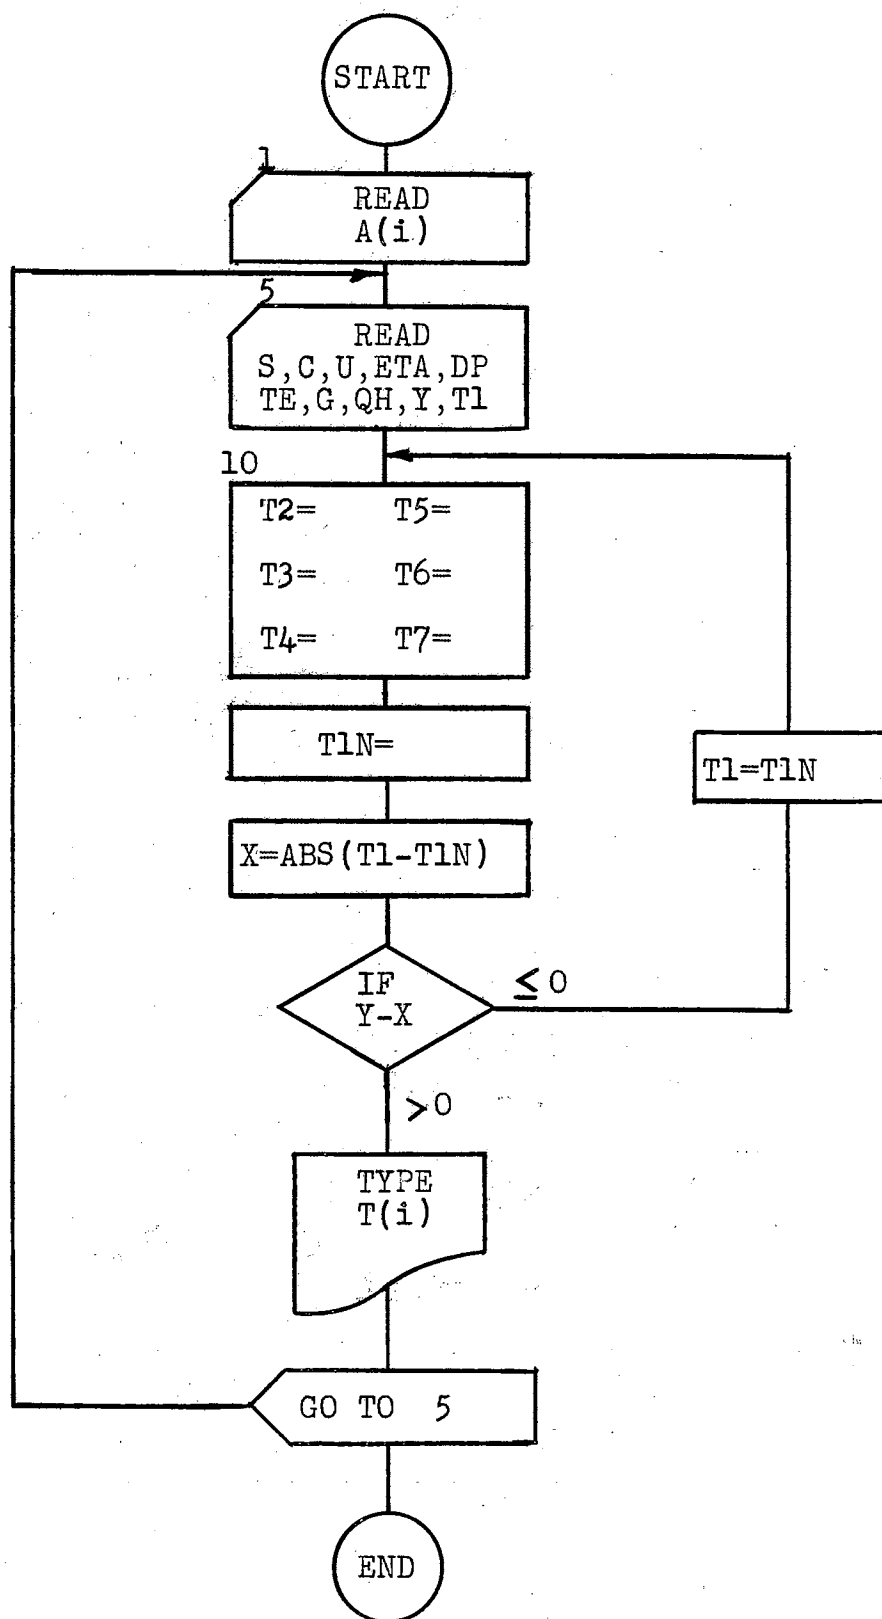 START
1
READ
A(i)
5
READ
S,C,U,ETA,DP
TE,G,QH,Y,T1
10
T2= T5=
T3= T6=
T4= T7=
T1N=
T1=T1N
X=ABS(T1-T1N)
IF
Y-X
≤0
>0
TYPE
T(i)
GO TO 5
END